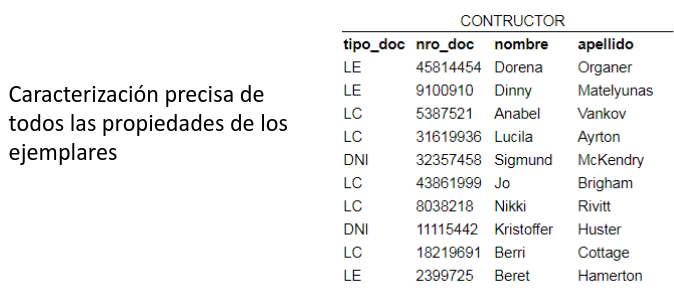 Caracterización precisa de
todos las propiedades de los
ejemplares
CONTRUCTOR
tipo_doc nro_doc nombre apellido
LE 45814454 Dorena Organer
LE 9100910 Dinny Matelyunas
LC 5387521 Anabel Vankov
LC 31619936 Lucila Ayrton
DNI 32357458 Sigmund McKendry
LC 43861999 Jo Brigham
LC 8038218 Nikki Rivitt
DNI 11115442 Kristoffer Huster
LC 18219691 Berri Cottage
LE 2399725 Beret Hamerton